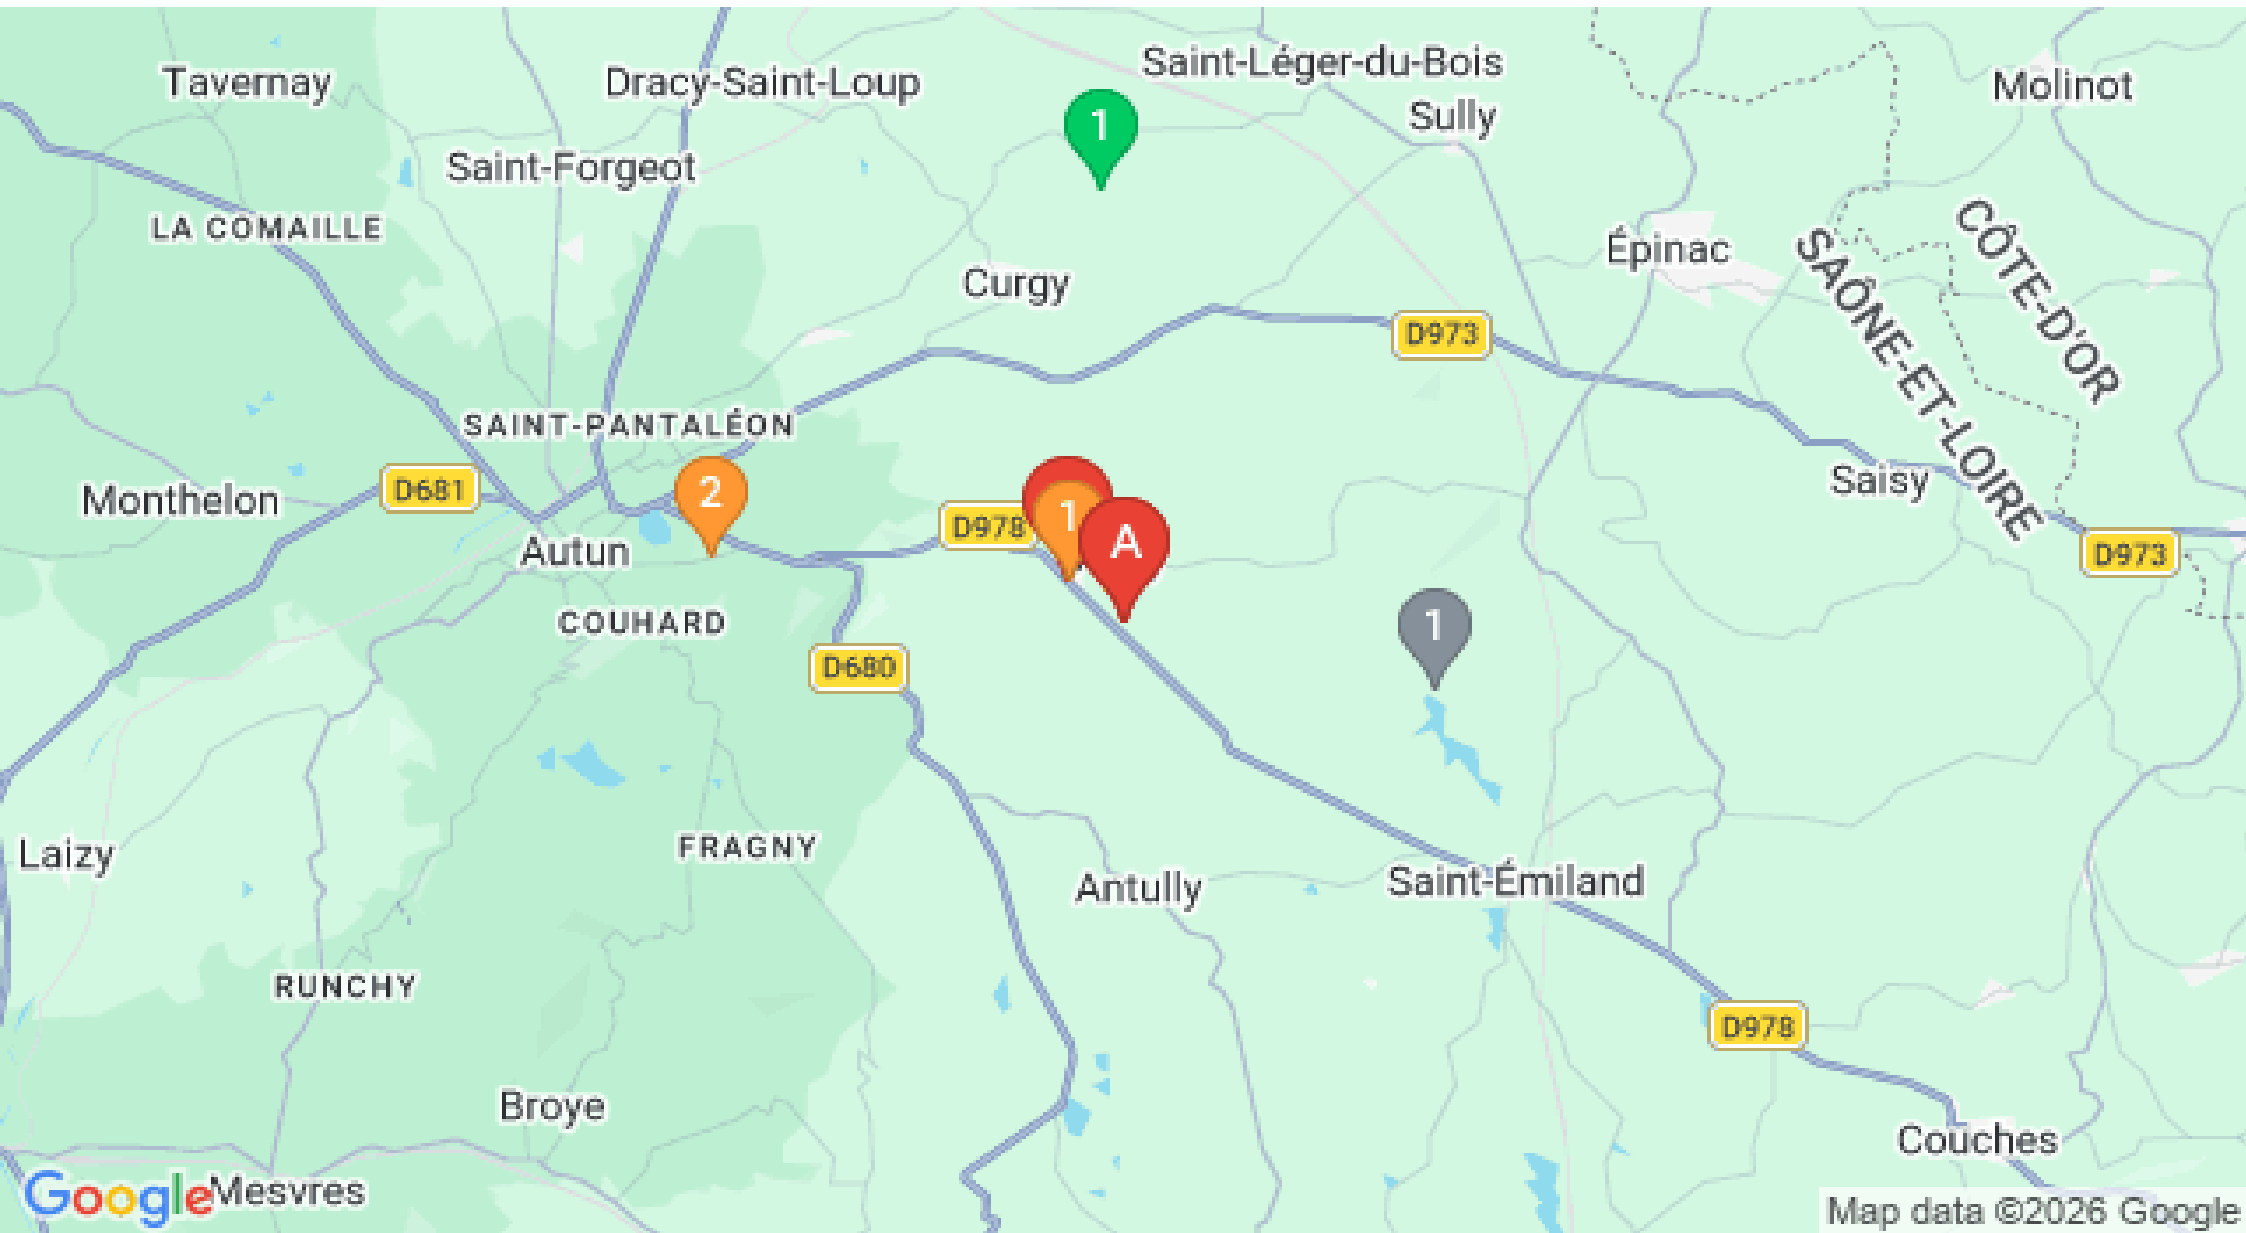 Saint-Léger-du-Bois
Tavernay
Dracy-Saint-Loup
Molinot
Sully
1
Saint-Forgeot
LA COMAILLE
Épinac
CÔTE-D'OR
SAÔNE-ET-LOIRE
Curgy
D973
SAINT-PANTALÉON
Saisy
D681
2
Monthelon
D978
1
A
Autun
D973
COUHARD
1
D680
FRAGNY
Laizy
Antully
Saint-Émiland
RUNCHY
D978
Broye
Couches
Google
Mesvres
Map data ©2026 Google